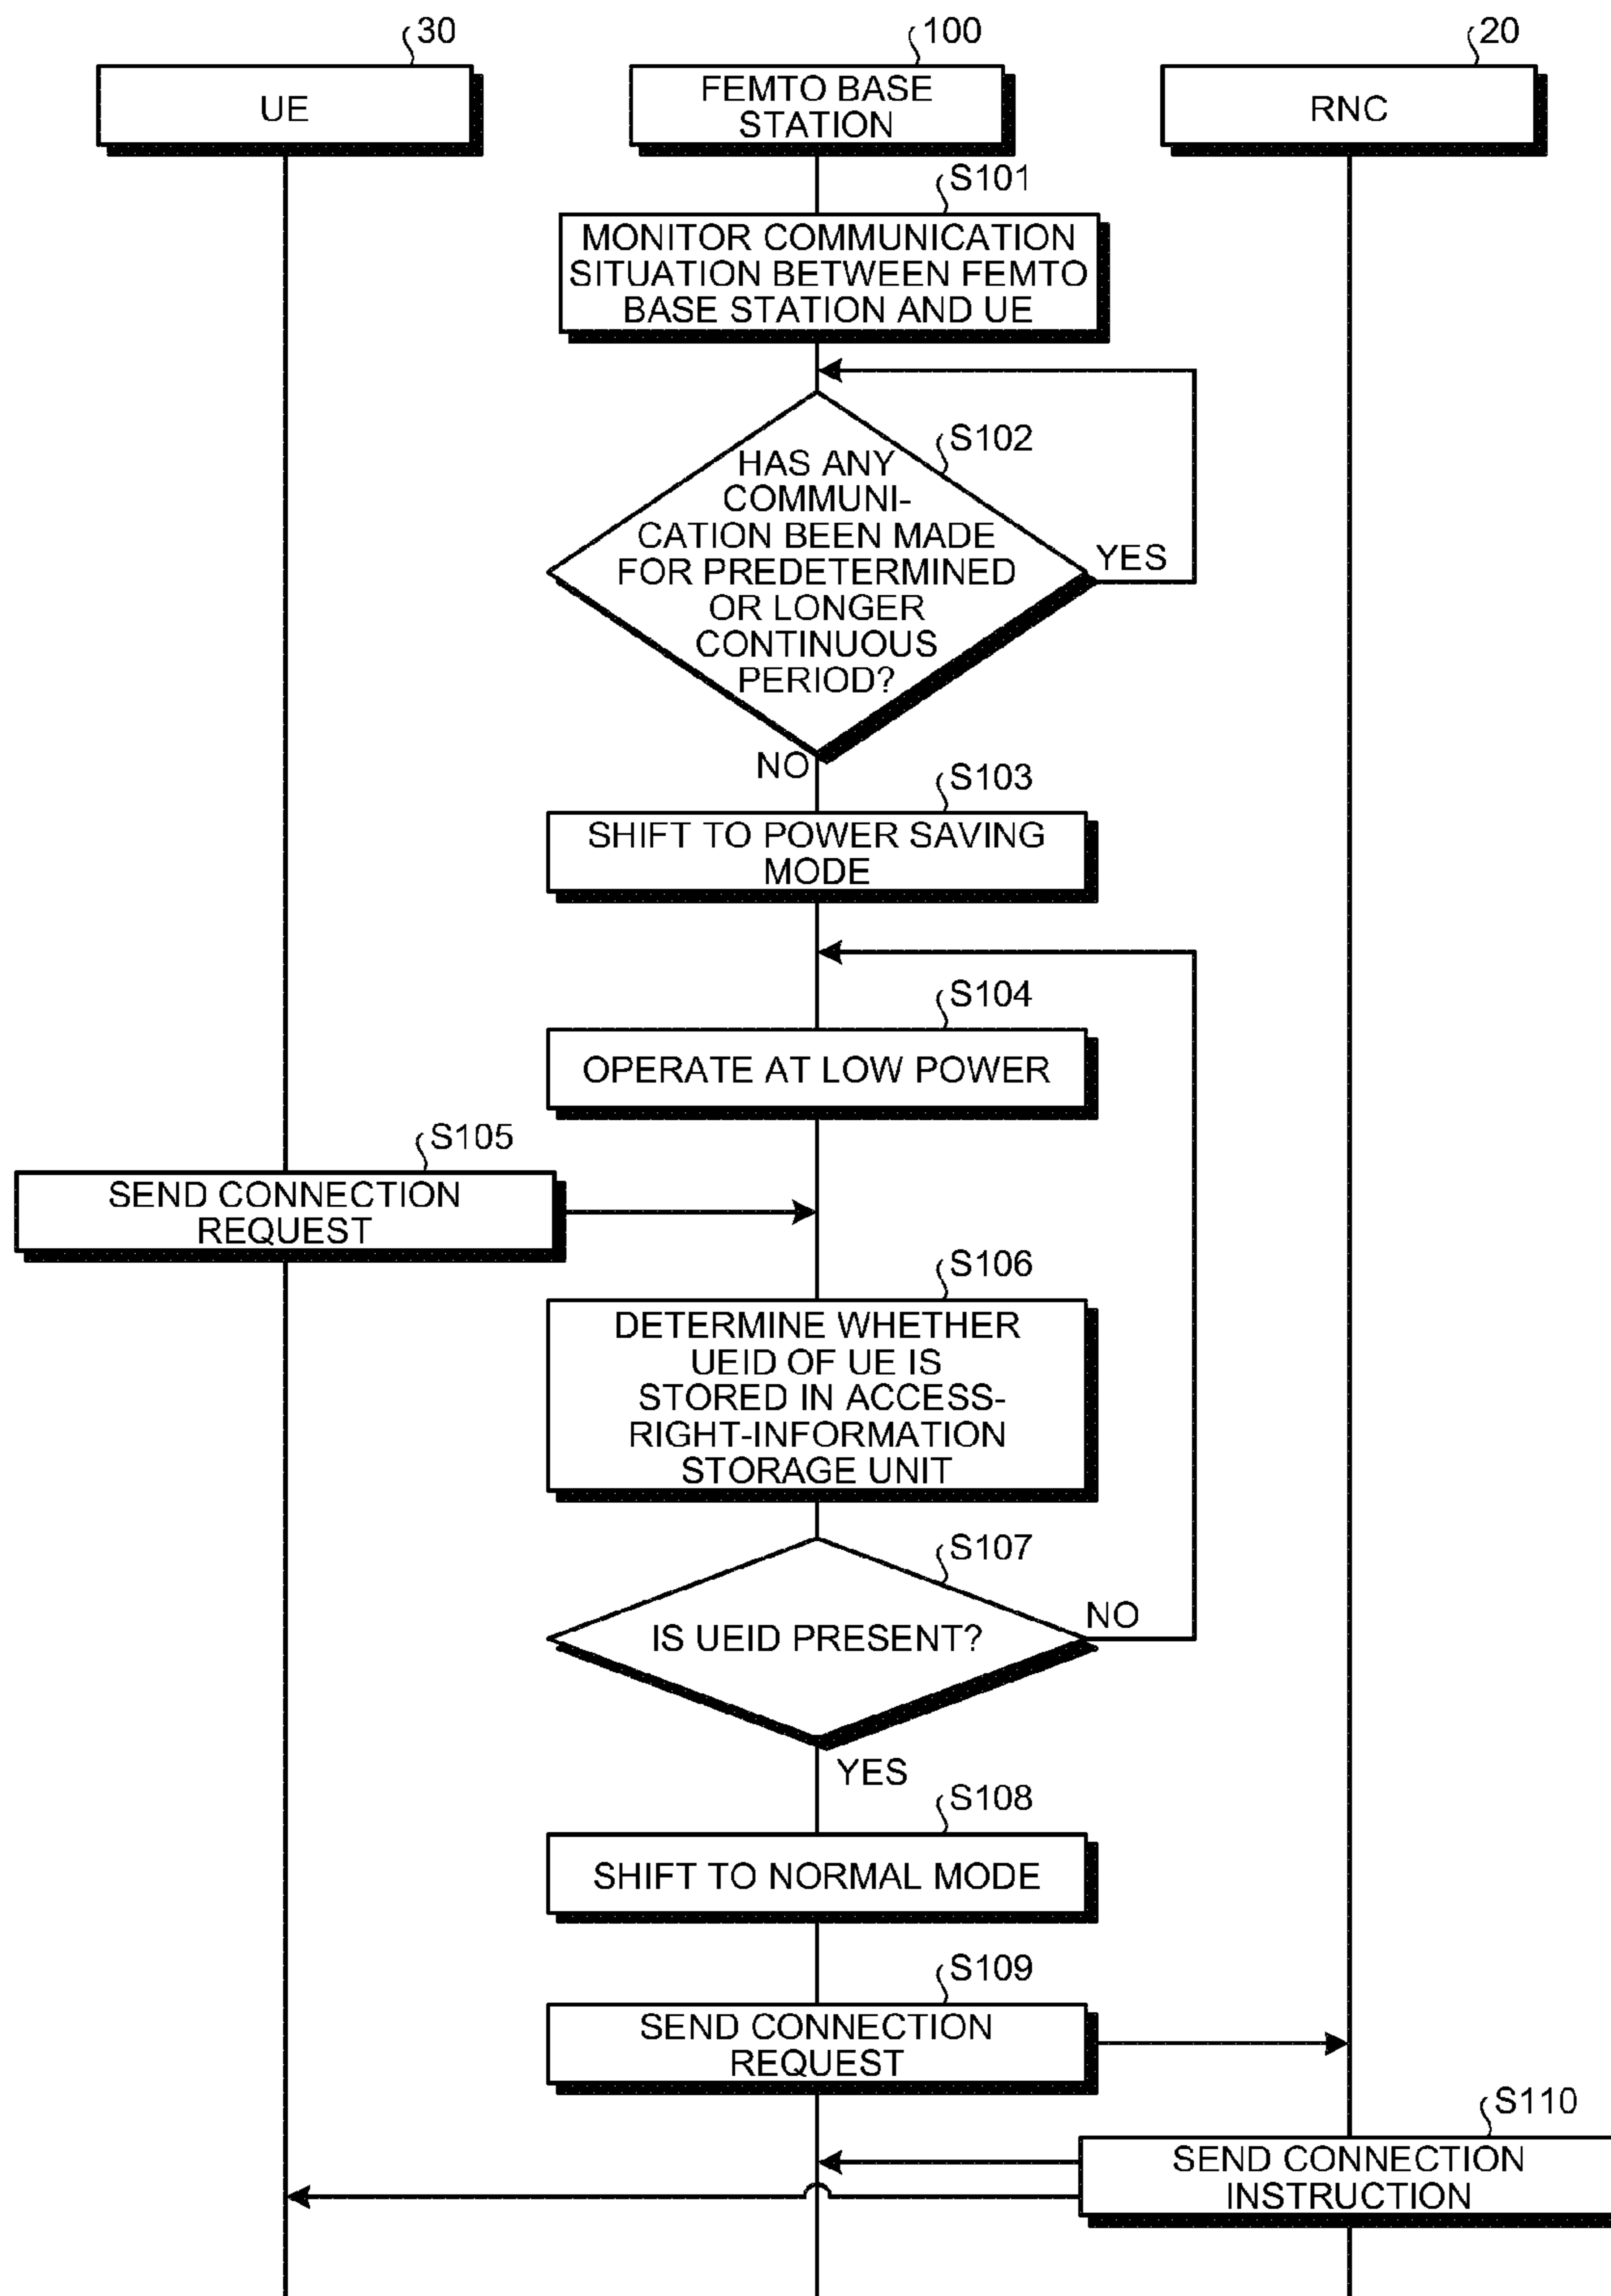 30
100
20
UE
FEMTO BASE
STATION
RNC
S101
MONITOR COMMUNICATION
SITUATION BETWEEN FEMTO
BASE STATION AND UE
S102
HAS ANY
COMMUNI-
CATION BEEN MADE
FOR PREDETERMINED
OR LONGER
CONTINUOUS
PERIOD?
YES
NO
S103
SHIFT TO POWER SAVING
MODE
S104
OPERATE AT LOW POWER
S105
SEND CONNECTION
REQUEST
S106
DETERMINE WHETHER
UEID OF UE IS
STORED IN ACCESS-
RIGHT-INFORMATION
STORAGE UNIT
S107
IS UEID PRESENT?
NO
YES
S108
SHIFT TO NORMAL MODE
S109
SEND CONNECTION
REQUEST
S110
SEND CONNECTION
INSTRUCTION